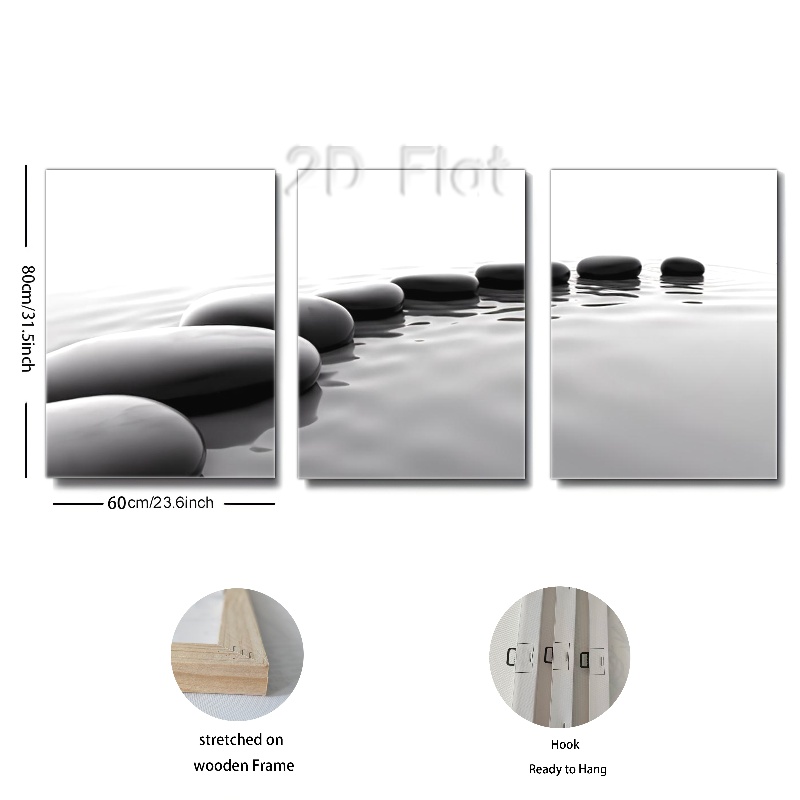 2D Flat
80cm/31.5inch
60cm/23.6inch
stretched on
wooden Frame
Hook
Ready to Hang